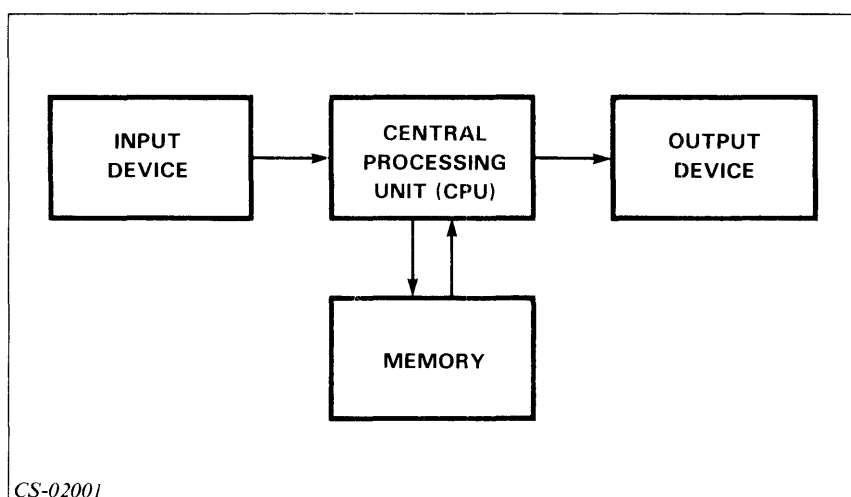 INPUT
DEVICE
CENTRAL
PROCESSING
UNIT (CPU)
OUTPUT
DEVICE
MEMORY
CS-02001